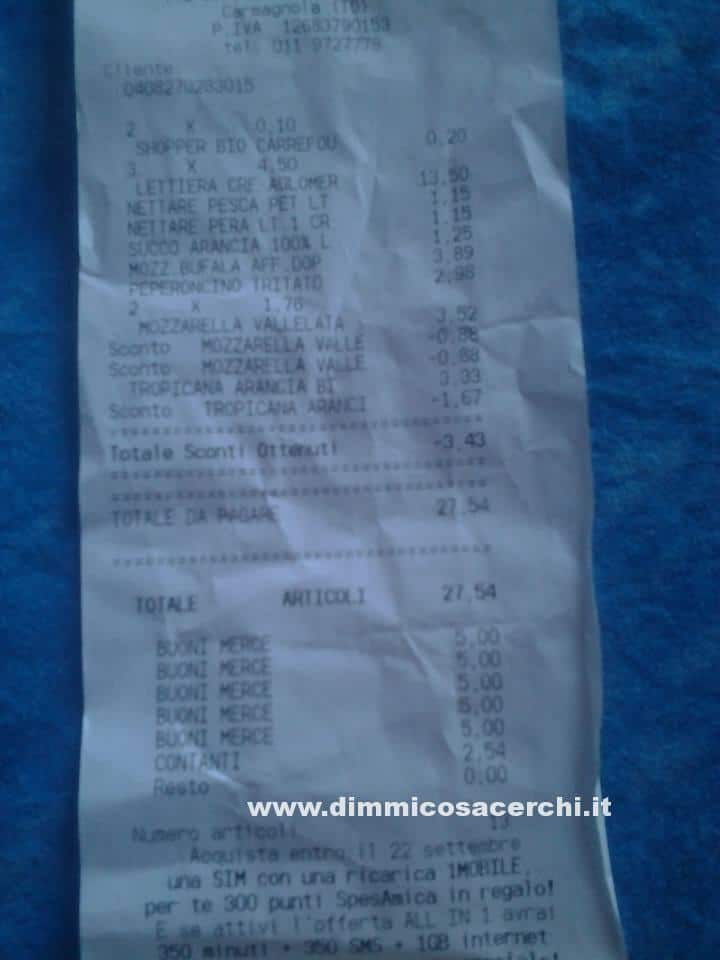 Carmagnola (TO)
P.IVA 12683790153
tel. 011 9727778
Cliente
0408270283015
2 X 0,10
SHOPPER BIO CARREFOU 0,20
3 X 4,50
LETTIERA CRF AGLOMER 13,50
NETTARE PESCA PET LT 1,15
NETTARE PERA LT.1 CR 1,15
SUCCO ARANCIA 100% L 1,25
MOZZ.BUFALA AFF.DOP 3,89
PEPERONCINO TRITATO 2,98
2 X 1,76
MOZZARELLA VALLELATA 3,52
Sconto MOZZARELLA VALLE -0,88
Sconto MOZZARELLA VALLE -0,88
TROPICANA ARANCIA BI 3,33
Sconto TROPICANA ARANCI -1,67
Totale Sconti Ottenuti -3,43
TOTALE DA PAGARE 27,54
TOTALE ARTICOLI 27,54
BUONI MERCE 5,00
BUONI MERCE 5,00
BUONI MERCE 5,00
BUONI MERCE 5,00
BUONI MERCE 5,00
CONTANTI 2,54
Resto 0,00
www.dimmicosacerchi.it
Numero articoli 13
Acquista entro il 22 settembre
una SIM con una ricarica 1MOBILE,
per te 300 punti SpesAmica in regalo!
E se attivi l'offerta ALL IN 1 avrai
350 minuti + 350 SMS + 1GB internet